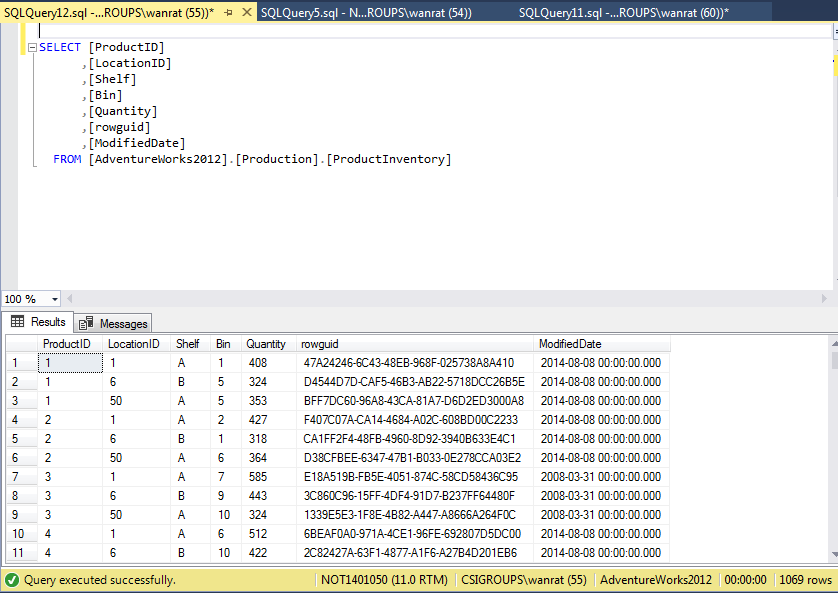 SQLQuery12.sql -...ROUPS\wanrat (55))* SQLQuery5.sql - N...ROUPS\wanrat (54)) SQLQuery11.sql -...ROUPS\wanrat (60))*
SELECT [ProductID]
,[LocationID]
,[Shelf]
,[Bin]
,[Quantity]
,[rowguid]
,[ModifiedDate]
FROM [AdventureWorks2012].[Production].[ProductInventory]
100 %
Results Messages
ProductID LocationID Shelf Bin Quantity rowguid ModifiedDate
1 1 1 A 1 408 47A24246-6C43-48EB-968F-025738A8A410 2014-08-08 00:00:00.000
2 1 6 B 5 324 D4544D7D-CAF5-46B3-AB22-5718DCC26B5E 2014-08-08 00:00:00.000
3 1 50 A 5 353 BFF7DC60-96A8-43CA-81A7-D6D2ED3000A8 2014-08-08 00:00:00.000
4 2 1 A 2 427 F407C07A-CA14-4684-A02C-608BD00C2233 2014-08-08 00:00:00.000
5 2 6 B 1 318 CA1FF2F4-48FB-4960-8D92-3940B633E4C1 2014-08-08 00:00:00.000
6 2 50 A 6 364 D38CFBEE-6347-47B1-B033-0E278CCA03E2 2014-08-08 00:00:00.000
7 3 1 A 7 585 E18A519B-FB5E-4051-874C-58CD58436C95 2008-03-31 00:00:00.000
8 3 6 B 9 443 3C860C96-15FF-4DF4-91D7-B237FF64480F 2008-03-31 00:00:00.000
9 3 50 A 10 324 1339E5E3-1F8E-4B82-A447-A8666A264F0C 2008-03-31 00:00:00.000
10 4 1 A 6 512 6BEAF0A0-971A-4CE1-96FE-692807D5DC00 2014-08-08 00:00:00.000
11 4 6 B 10 422 2C82427A-63F1-4877-A1F6-A27B4D201EB6 2014-08-08 00:00:00.000
Query executed successfully. NOT1401050 (11.0 RTM) CSIGROUPS\wanrat (55) AdventureWorks2012 00:00:00 1069 rows